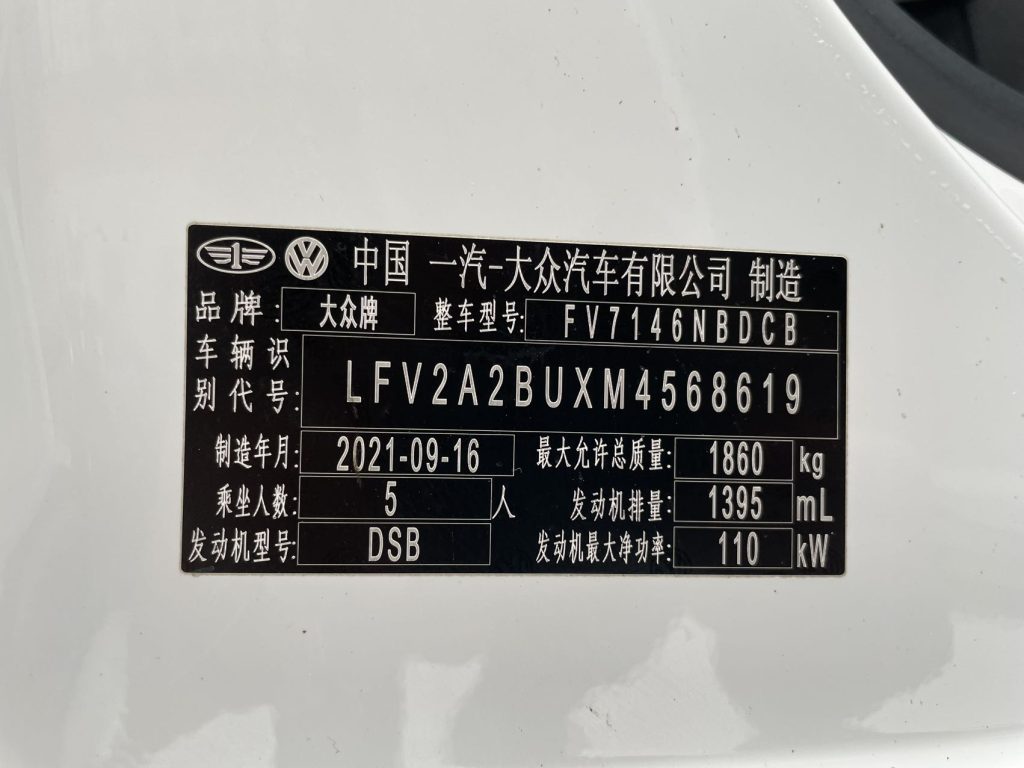 中国 一汽-大众汽车有限公司 制造
品牌: 大众牌 整车型号: FV7146NBDCB
车辆识
别代号: LFV2A2BUXM4568619
制造年月: 2021-09-16 最大允许总质量: 1860 kg
乘坐人数: 5 人 发动机排量: 1395 mL
发动机型号: DSB 发动机最大净功率: 110 kW